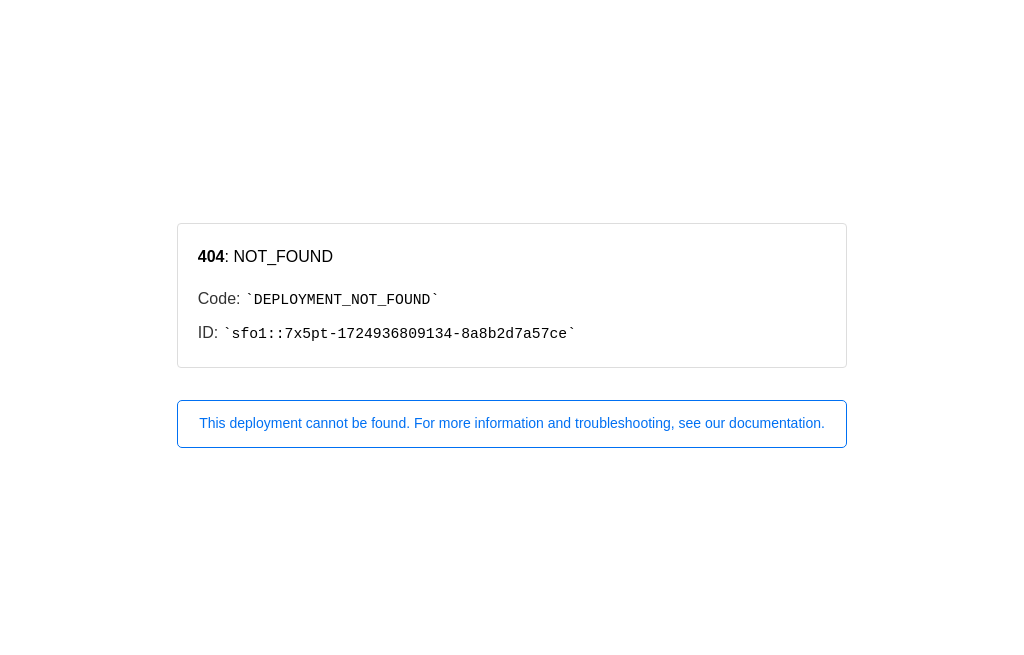 404: NOT_FOUND
Code: `DEPLOYMENT_NOT_FOUND`
ID: `sfo1::7x5pt-1724936809134-8a8b2d7a57ce`
This deployment cannot be found. For more information and troubleshooting, see our documentation.